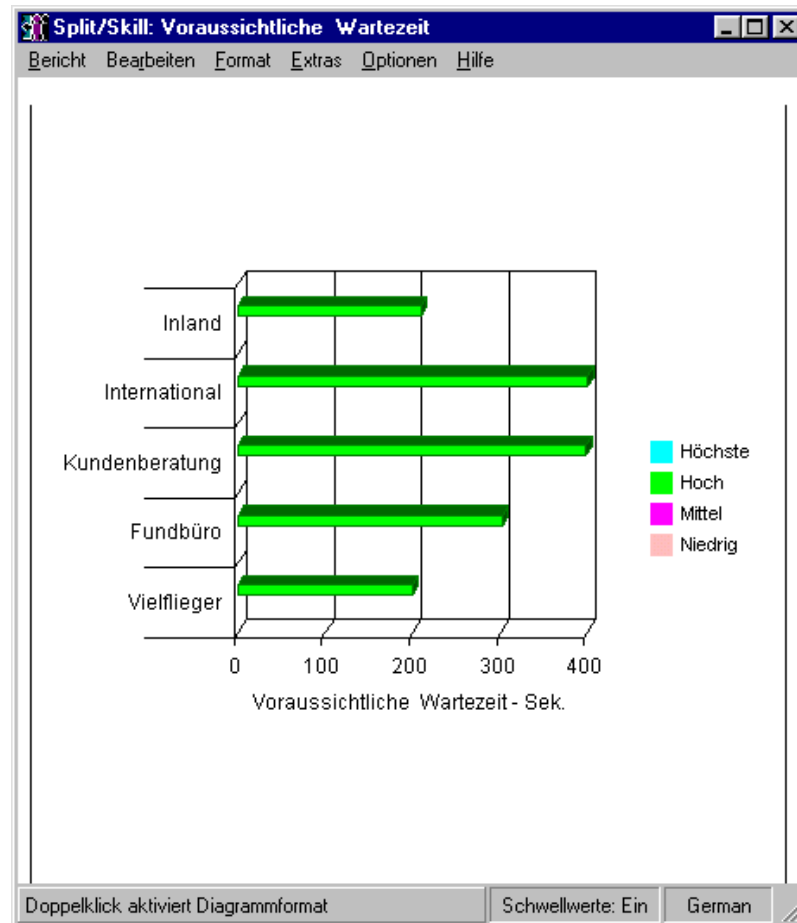 Split/Skill: Voraussichtliche Wartezeit
Bericht Bearbeiten Format Extras Optionen Hilfe
Inland
International
Kundenberatung
Fundbüro
Vielflieger
0 100 200 300 400
Voraussichtliche Wartezeit - Sek.
Höchste
Hoch
Mittel
Niedrig
Doppelklick aktiviert Diagrammformat Schwellwerte: Ein German